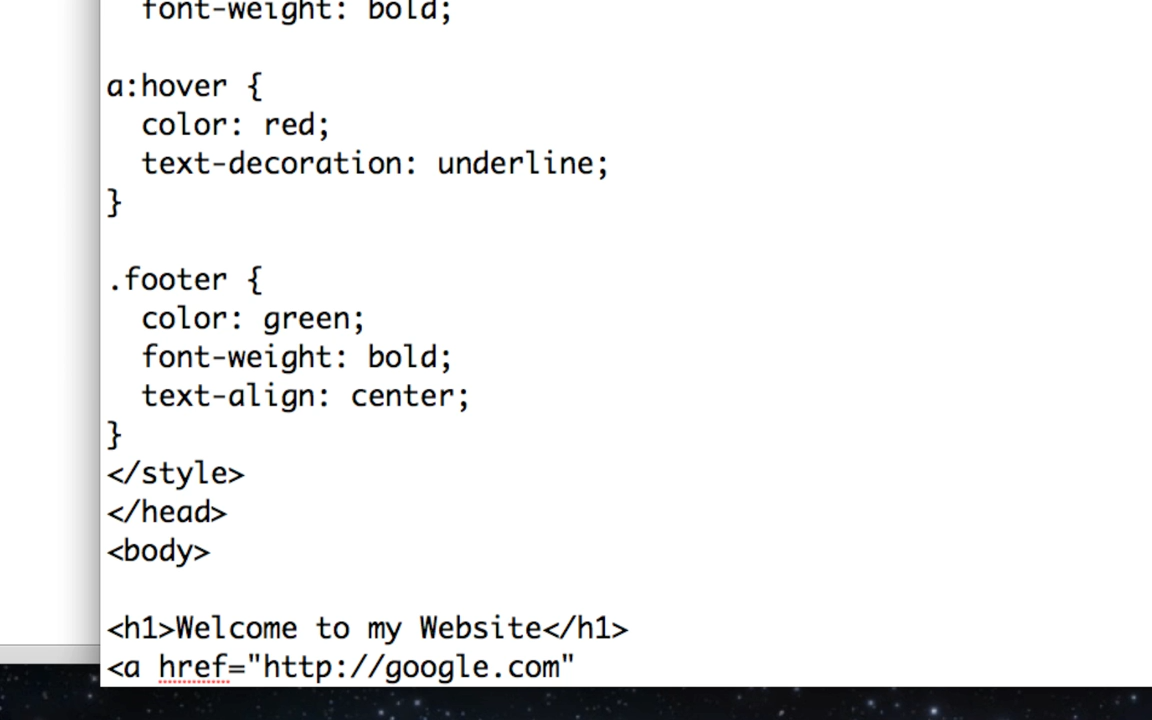 font-weight: bold;
a:hover {
color: red;
text-decoration: underline;
}
.footer {
color: green;
font-weight: bold;
text-align: center;
}
</style>
</head>
<body>
<h1>Welcome to my Website</h1>
<a href="http://google.com"